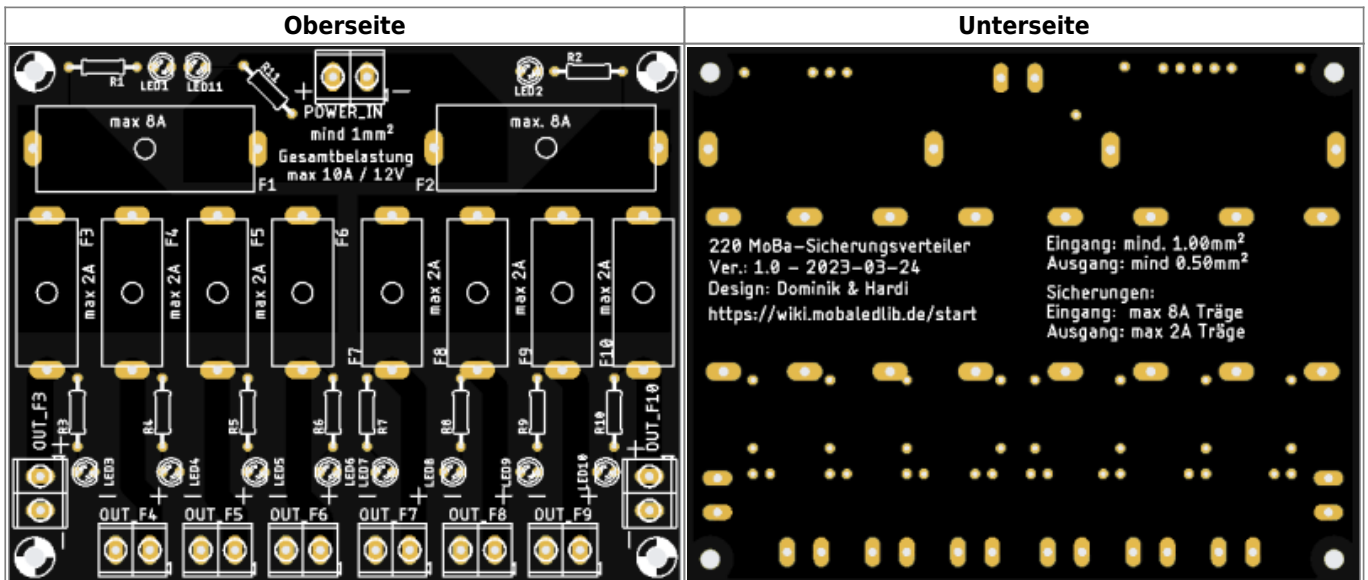 Oberseite
Unterseite
R1
LED1
LED11
R11
POWER_IN
+
-
LED2
R2
max 8A
F1
mind 1mm²
Gesamtbelastung
max 10A / 12V
max. 8A
F2
max 2A
F3
max 2A
F4
max 2A
F5
F6
max 2A
F7
max 2A
F8
max 2A
F9
max 2A
F10
max 2A
R3
R4
R5
R6
R7
R8
R9
R10
OUT_F3
+
-
LED3
LED4
LED5
LED6
LED7
LED8
LED9
LED10
OUT_F10
+
-
- + - + - + - + - + - +
OUT_F4
OUT_F5
OUT_F6
OUT_F7
OUT_F8
OUT_F9
220 MoBa-Sicherungsverteiler
Ver.: 1.0 - 2023-03-24
Design: Dominik & Hardi
https://wiki.mobaledlib.de/start
Eingang: mind. 1.00mm²
Ausgang: mind 0.50mm²
Sicherungen:
Eingang: max 8A Träge
Ausgang: max 2A Träge